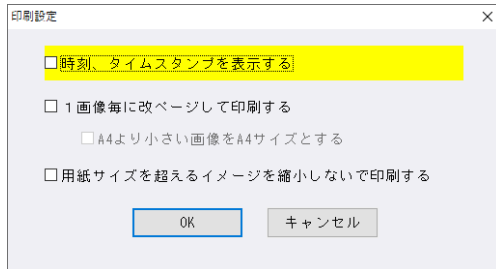 印刷設定
時刻、タイムスタンプを表示する
1画像毎に改ページして印刷する
A4より小さい画像をA4サイズとする
用紙サイズを超えるイメージを縮小しないで印刷する
OK
キャンセル